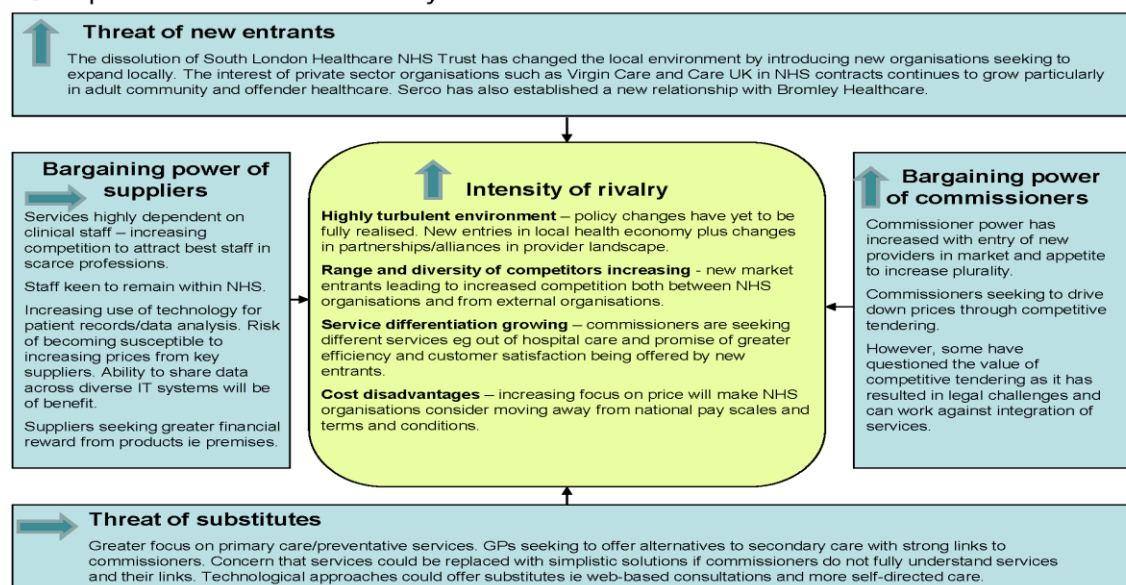 Threat of new entrants
The dissolution of South London Healthcare NHS Trust has changed the local environment by introducing new organisations seeking to
expand locally. The interest of private sector organisations such as Virgin Care and Care UK in NHS contracts continues to grow particularly
in adult community and offender healthcare. Serco has also established a new relationship with Bromley Healthcare.
Bargaining power of
suppliers
Services highly dependent on
clinical staff – increasing
competition to attract best staff in
scarce professions.
Staff keen to remain within NHS.
Increasing use of technology for
patient records/data analysis. Risk
of becoming susceptible to
increasing prices from key
suppliers. Ability to share data
across diverse IT systems will be
of benefit.
Suppliers seeking greater financial
reward from products ie premises.
Intensity of rivalry
Highly turbulent environment – policy changes have yet to be
fully realised. New entries in local health economy plus changes
in partnerships/alliances in provider landscape.
Range and diversity of competitors increasing - new market
entrants leading to increased competition both between NHS
organisations and from external organisations.
Service differentiation growing – commissioners are seeking
different services eg out of hospital care and promise of greater
efficiency and customer satisfaction being offered by new
entrants.
Cost disadvantages – increasing focus on price will make NHS
organisations consider moving away from national pay scales and
terms and conditions.
Bargaining power
of commissioners
Commissioner power has
increased with entry of new
providers in market and appetite
to increase plurality.
Commissioners seeking to drive
down prices through competitive
tendering.
However, some have
questioned the value of
competitive tendering as it has
resulted in legal challenges and
can work against integration of
services.
Threat of substitutes
Greater focus on primary care/preventative services. GPs seeking to offer alternatives to secondary care with strong links to
commissioners. Concern that services could be replaced with simplistic solutions if commissioners do not fully understand services
and their links. Technological approaches could offer substitutes ie web-based consultations and more self-directed care.